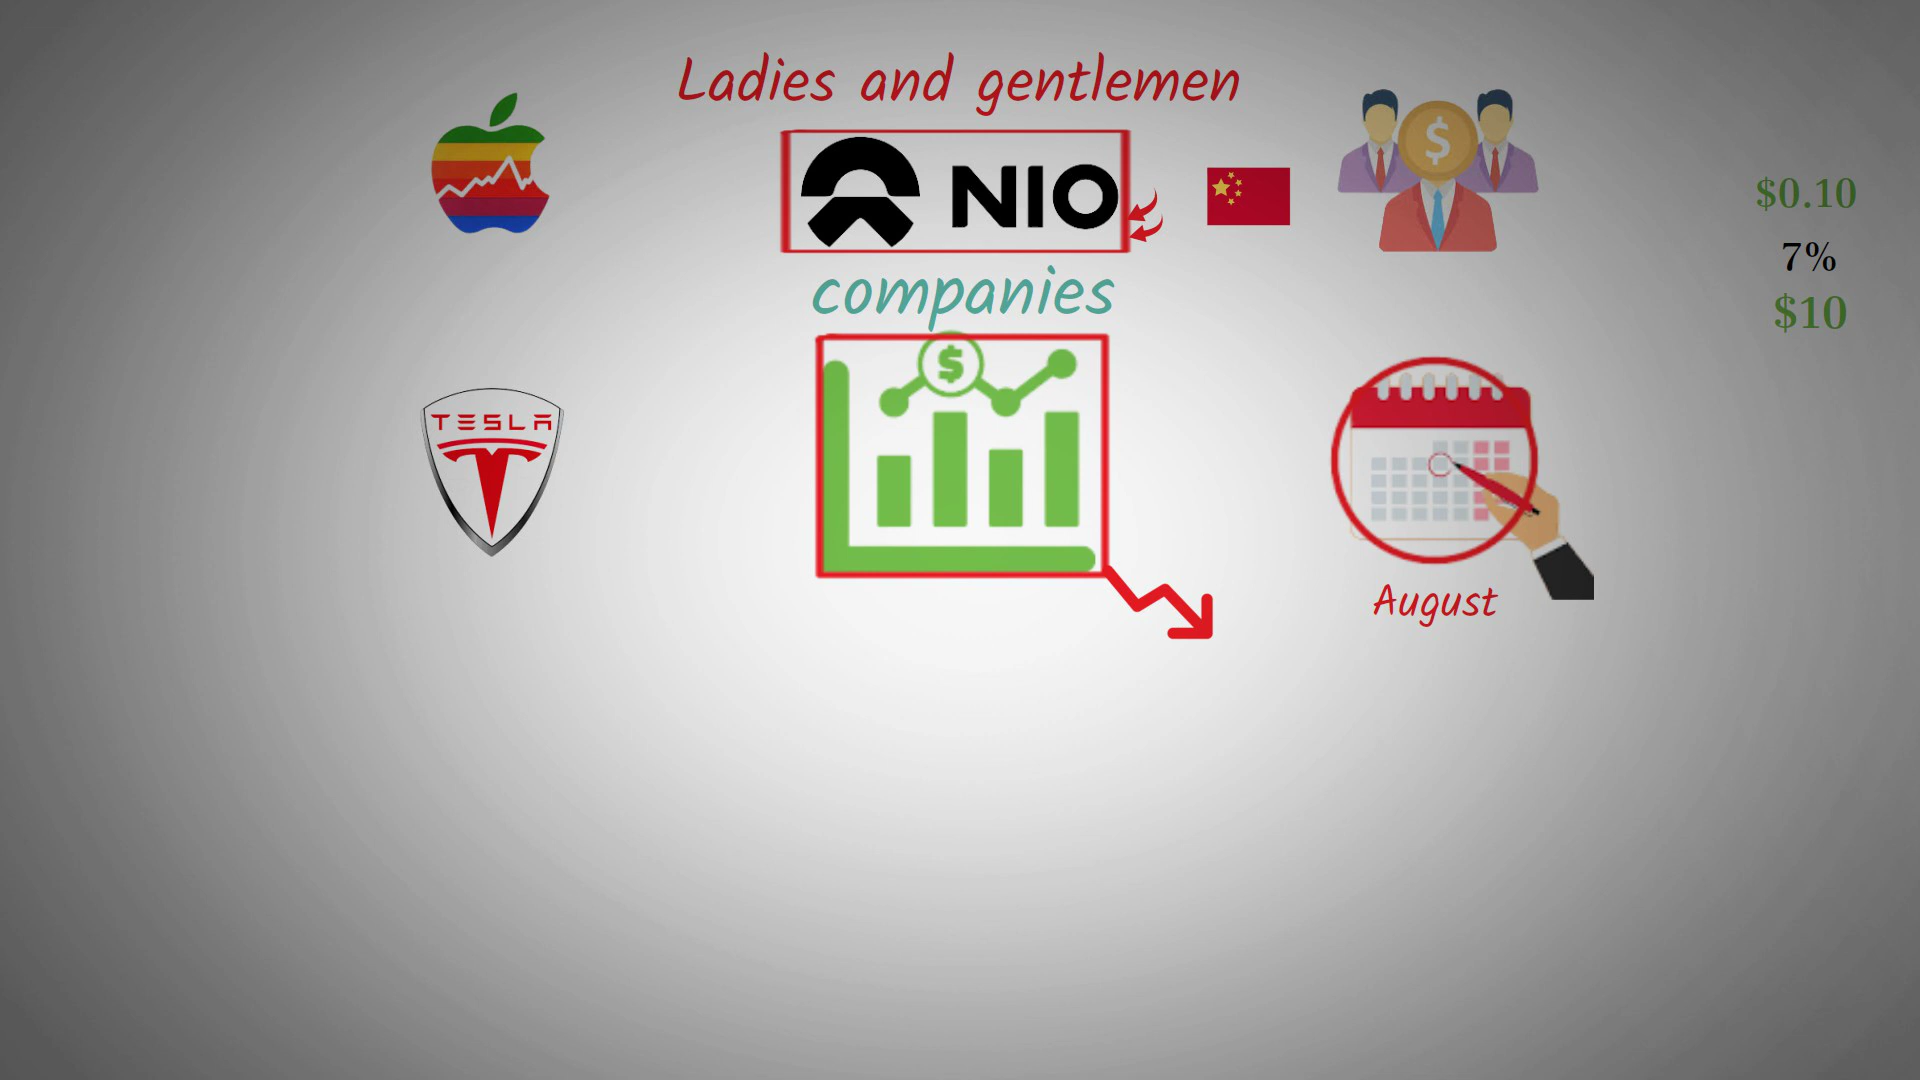 Ladies and gentlemen
NIO
companies
$
$0.10
7%
$10
TESLA
$
August